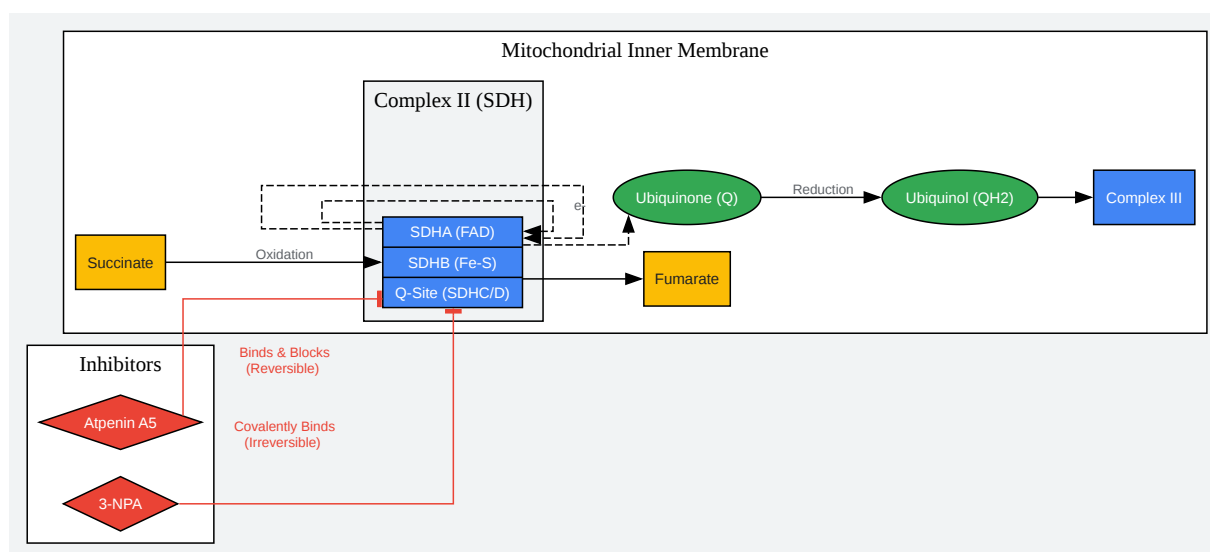 Mitochondrial Inner Membrane
Complex II (SDH)
Succinate
Oxidation
SDHA (FAD)
SDHB (Fe-S)
Q-Site (SDHC/D)
e-
Ubiquinone (Q)
Reduction
Ubiquinol (QH2)
Complex III
Fumarate
Inhibitors
Atpenin A5
3-NPA
Binds & Blocks
(Reversible)
Covalently Binds
(Irreversible)